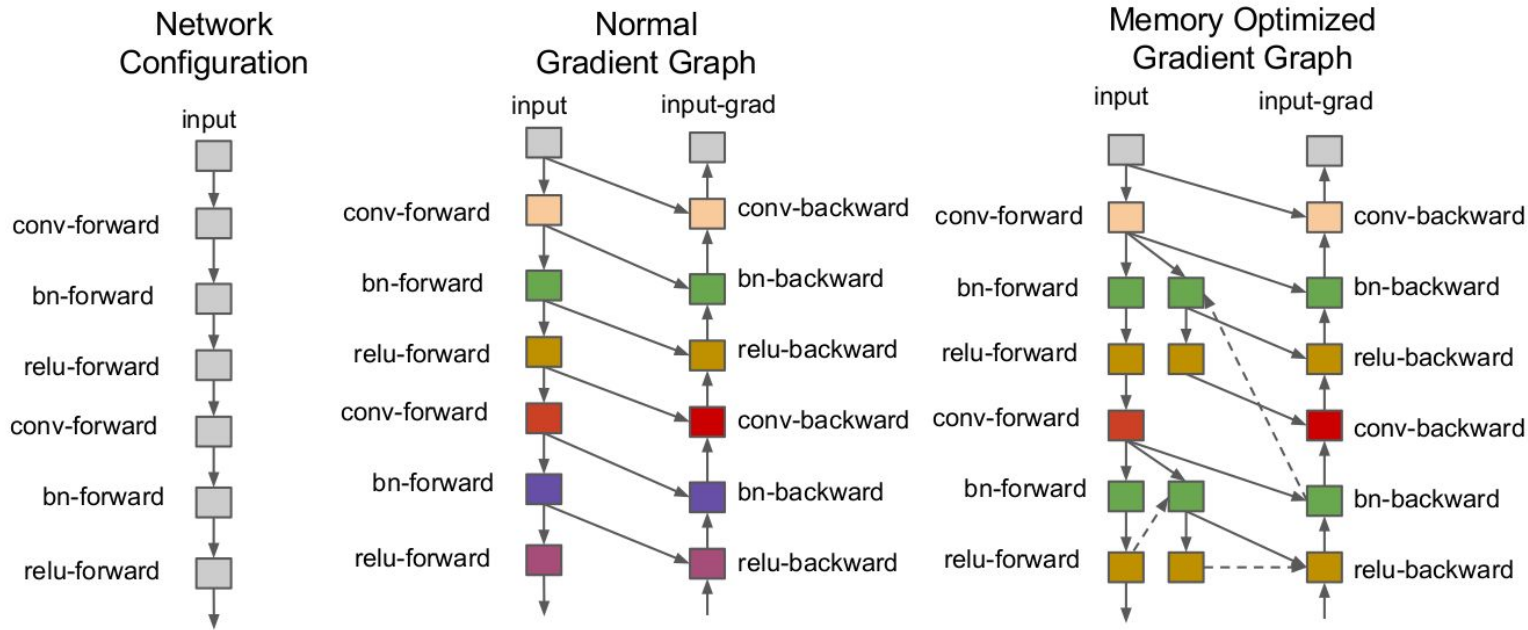 Network
Configuration
input
conv-forward
bn-forward
relu-forward
conv-forward
bn-forward
relu-forward
Normal
Gradient Graph
input
input-grad
conv-forward
conv-backward
bn-forward
bn-backward
relu-forward
relu-backward
conv-forward
conv-backward
bn-forward
bn-backward
relu-forward
relu-backward
Memory Optimized
Gradient Graph
input
input-grad
conv-forward
conv-backward
bn-forward
bn-backward
relu-forward
relu-backward
conv-forward
conv-backward
bn-forward
bn-backward
relu-forward
relu-backward